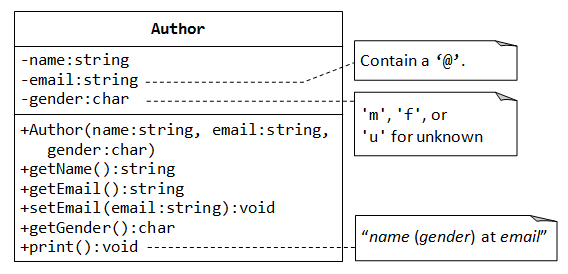 Author
-name:string
-email:string
-gender:char
+Author(name:string, email:string,
gender:char)
+getName():string
+getEmail():string
+setEmail(email:string):void
+getGender():char
+print():void
Contain a ‘@’.
'm', 'f', or
'u' for unknown
“name (gender) at email”